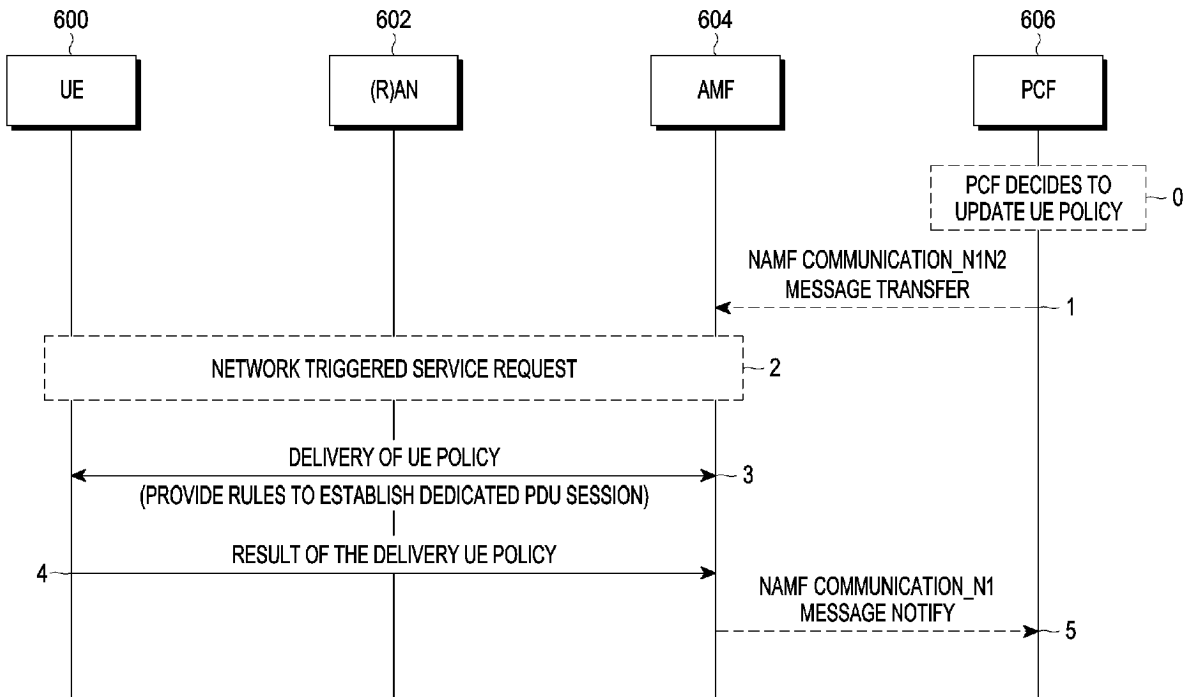 600
602
604
606
UE
(R)AN
AMF
PCF
PCF DECIDES TO
UPDATE UE POLICY
0
NAMF COMMUNICATION_N1N2
MESSAGE TRANSFER
1
NETWORK TRIGGERED SERVICE REQUEST
2
DELIVERY OF UE POLICY
3
(PROVIDE RULES TO ESTABLISH DEDICATED PDU SESSION)
RESULT OF THE DELIVERY UE POLICY
4
NAMF COMMUNICATION_N1
MESSAGE NOTIFY
5